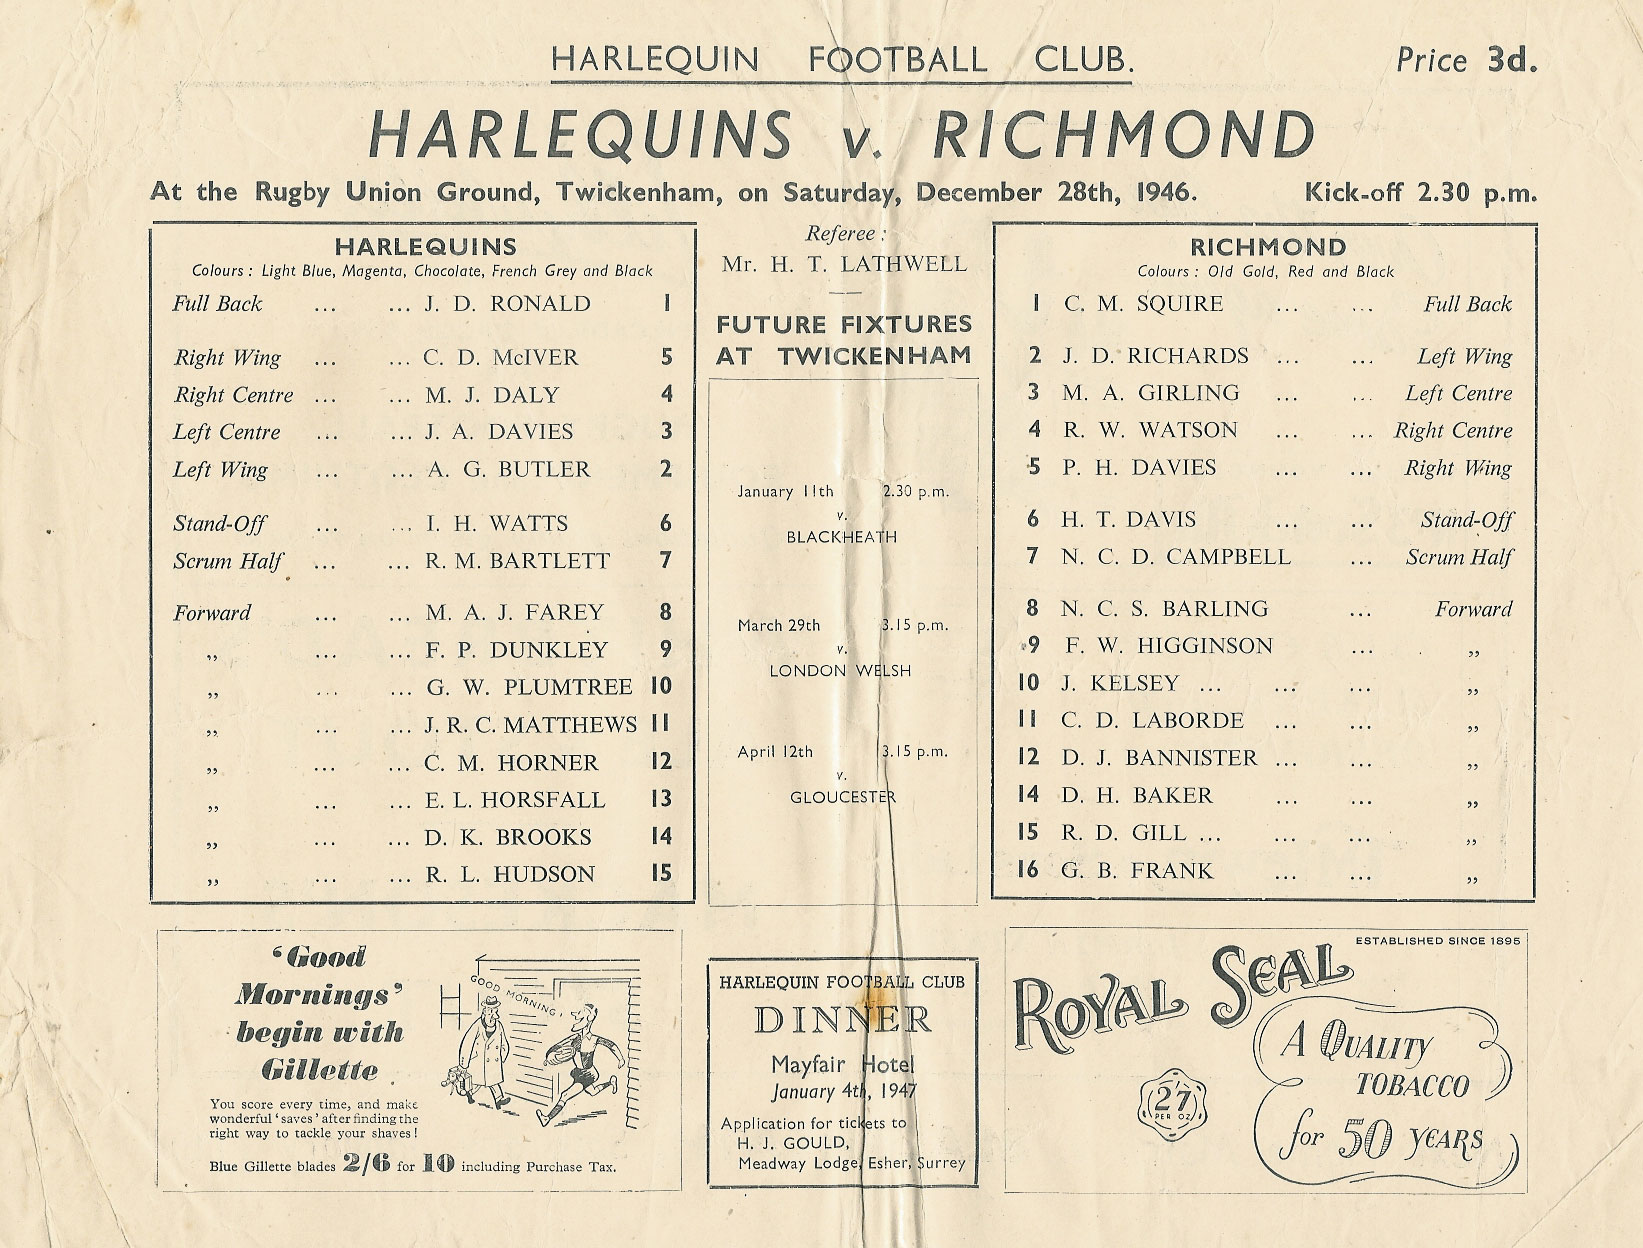 HARLEQUIN FOOTBALL CLUB.
Price 3d.
HARLEQUINS v. RICHMOND
At the Rugby Union Ground, Twickenham, on Saturday, December 28th, 1946. Kick-off 2.30 p.m.
HARLEQUINS
Colours : Light Blue, Magenta, Chocolate, French Grey and Black
Full Back ... ... J. D. RONALD 1
Right Wing ... ... C. D. McIVER 5
Right Centre ... ... M. J. DALY 4
Left Centre ... ... J. A. DAVIES 3
Left Wing ... ... A. G. BUTLER 2
Stand-Off ... ... I. H. WATTS 6
Scrum Half ... ... R. M. BARTLETT 7
Forward ... ... M. A. J. FAREY 8
„ ... ... F. P. DUNKLEY 9
„ ... ... G. W. PLUMTREE 10
„ ... ... J. R. C. MATTHEWS 11
„ ... ... C. M. HORNER 12
„ ... ... E. L. HORSFALL 13
„ ... ... D. K. BROOKS 14
„ ... ... R. L. HUDSON 15
Referee :
Mr. H. T. LATHWELL
FUTURE FIXTURES
AT TWICKENHAM
January 11th 2.30 p.m.
v.
BLACKHEATH
March 29th 3.15 p.m.
v.
LONDON WELSH
April 12th 3.15 p.m.
v.
GLOUCESTER
RICHMOND
Colours : Old Gold, Red and Black
1 C. M. SQUIRE ... ... Full Back
2 J. D. RICHARDS ... ... Left Wing
3 M. A. GIRLING ... ... Left Centre
4 R. W. WATSON ... ... Right Centre
5 P. H. DAVIES ... ... Right Wing
6 H. T. DAVIS ... ... Stand-Off
7 N. C. D. CAMPBELL ... Scrum Half
8 N. C. S. BARLING ... Forward
9 F. W. HIGGINSON ... „
10 J. KELSEY ... ... ... „
11 C. D. LABORDE ... ... „
12 D. J. BANNISTER ... ... „
14 D. H. BAKER ... ... „
15 R. D. GILL ... ... ... „
16 G. B. FRANK ... ... „
‘Good
Mornings’
begin with
Gillette
GOOD MORNING,
You score every time, and make
wonderful ‘saves’ after finding the
right way to tackle your shaves!
Blue Gillette blades 2/6 for 10 including Purchase Tax.
HARLEQUIN FOOTBALL CLUB
DINNER
Mayfair Hotel
January 4th, 1947
Application for tickets to
H. J. GOULD,
Meadway Lodge, Esher, Surrey
ESTABLISHED SINCE 1895
ROYAL SEAL
A QUALITY
TOBACCO
for 50 YEARS
2'7
PER OZ